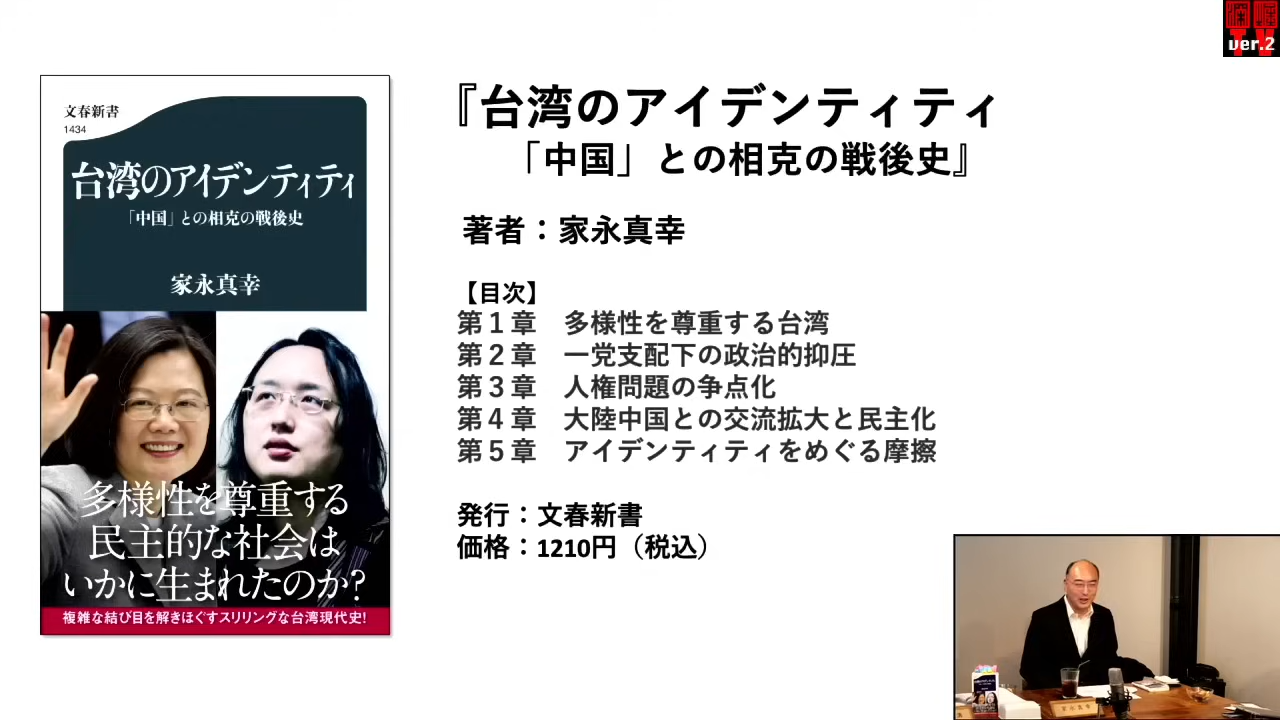 ver.2
文春新書
1434
台湾のアイデンティティ
「中国」との相克の戦後史
家永真幸
多様性を尊重する
民主的な社会は
いかに生まれたのか?
複雑な結び目を解きほぐすスリリングな台湾現代史!
『台湾のアイデンティティ
「中国」との相克の戦後史』
著者：家永真幸
【目次】
第１章　多様性を尊重する台湾
第２章　一党支配下の政治的抑圧
第３章　人権問題の争点化
第４章　大陸中国との交流拡大と民主化
第５章　アイデンティティをめぐる摩擦
発行：文春新書
価格：1210円（税込）
家永真幸